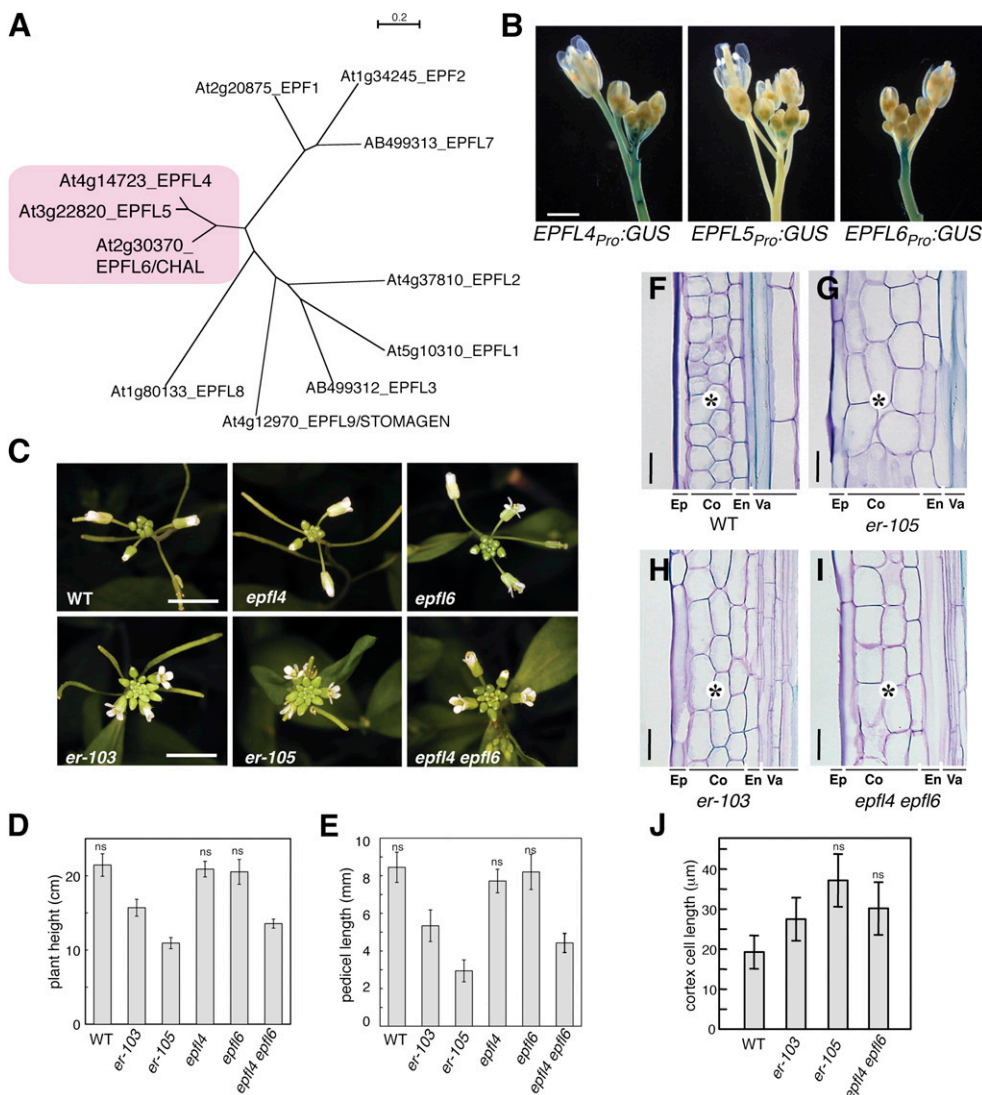 A
0.2
At2g20875_EPF1
At1g34245_EPF2
AB499313_EPFL7
At4g14723_EPFL4
At3g22820_EPFL5
At2g30370_
EPFL6/CHAL
At4g37810_EPFL2
At5g10310_EPFL1
AB499312_EPFL3
At1g80133_EPFL8
At4g12970_EPFL9/STOMAGEN
B
EPFL4Pro:GUS EPFL5Pro:GUS EPFL6Pro:GUS
C
WT epfl4 epfl6
er-103 er-105 epfl4 epfl6
F G
* *
Ep Co En Va Ep Co En Va
WT er-105
H I
* *
Ep Co En Va Ep Co En Va
er-103 epfl4 epfl6
D
plant height (cm)
20
10
0
ns ns ns
WT er-103 er-105 epfl4 epfl6 epfl4 epfl6
E
pedicel length (mm)
10
8
6
4
2
0
ns ns ns
WT er-103 er-105 epfl4 epfl6 epfl4 epfl6
J
cortex cell length (μm)
40
30
20
10
0
ns ns
WT er-103 er-105 epfl4 epfl6